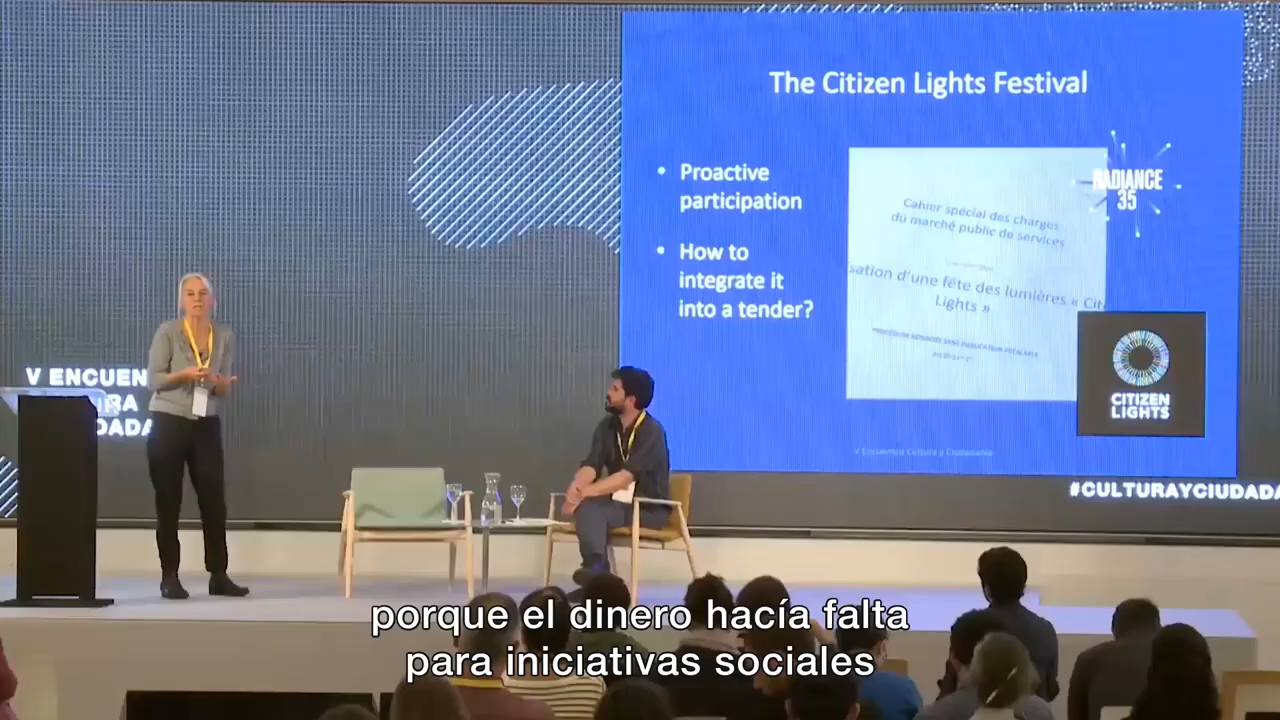 The Citizen Lights Festival
• Proactive
participation
• How to
integrate it
into a tender?
RADIANCE
35
Cahier spécial des charges
du marché public de services
sation d'une fête des lumières « Cit
Lights »
CITIZEN
LIGHTS
V Encuentro Cultura y Ciudadanía
V ENCUEN
RA
DADA
#CULTURAYCIUDADA
porque el dinero hacía falta
para iniciativas sociales